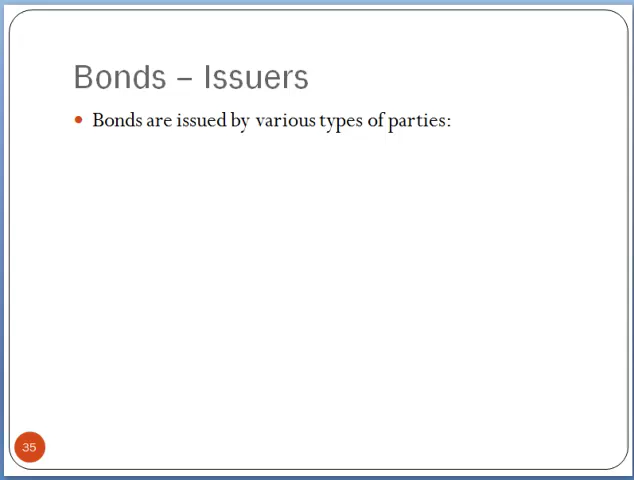 Bonds – Issuers
• Bonds are issued by various types of parties:
35